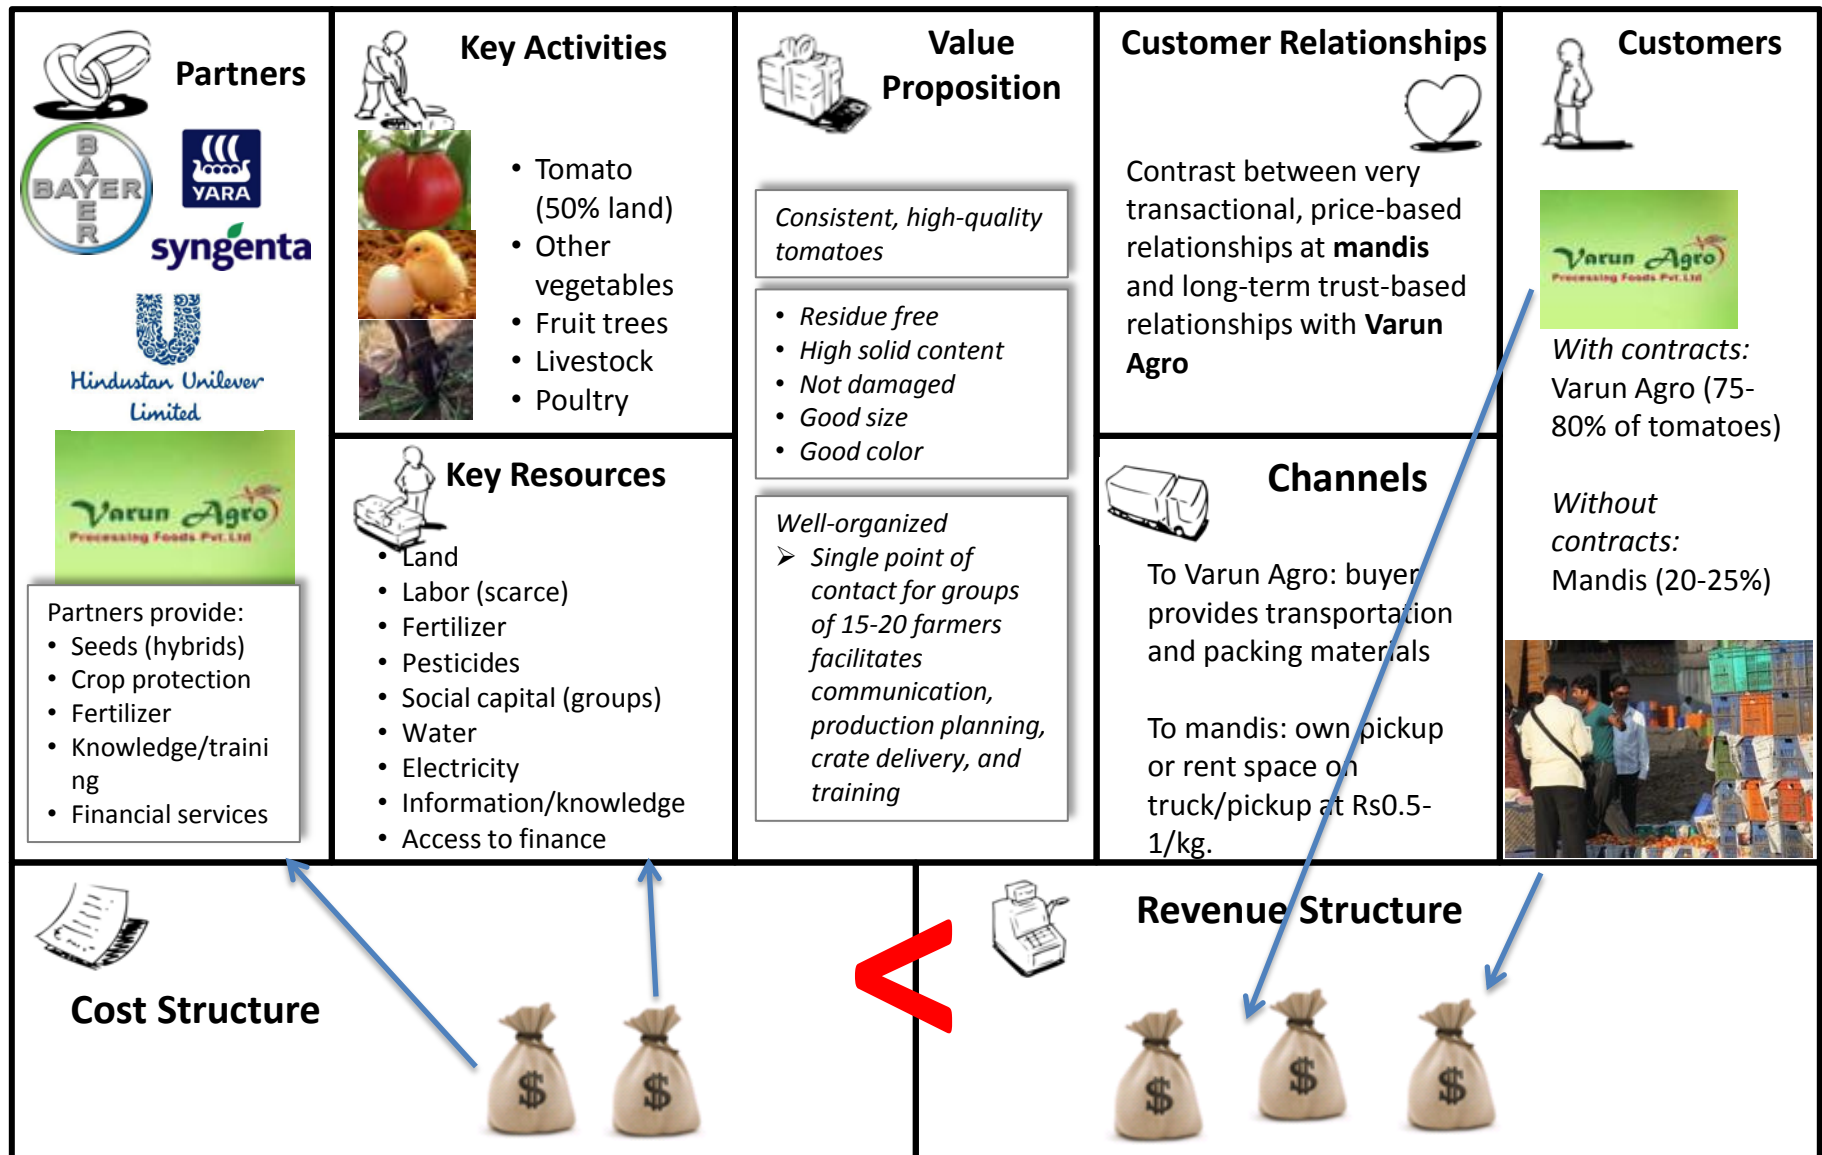 Partners
BAYER
BAYER
YARA
syngenta
Hindustan Unilever
Limited
Varun Agro
Processing Foods Pvt. Ltd
Partners provide:
• Seeds (hybrids)
• Crop protection
• Fertilizer
• Knowledge/traini
ng
• Financial services
Key Activities
• Tomato
(50% land)
• Other
vegetables
• Fruit trees
• Livestock
• Poultry
Key Resources
• Land
• Labor (scarce)
• Fertilizer
• Pesticides
• Social capital (groups)
• Water
• Electricity
• Information/knowledge
• Access to finance
Value
Proposition
Consistent, high-quality
tomatoes
• Residue free
• High solid content
• Not damaged
• Good size
• Good color
Well-organized
➢ Single point of
contact for groups
of 15-20 farmers
facilitates
communication,
production planning,
crate delivery, and
training
Customer Relationships
Contrast between very
transactional, price-based
relationships at mandis
and long-term trust-based
relationships with Varun
Agro
Channels
To Varun Agro: buyer
provides transportation
and packing materials
To mandis: own pickup
or rent space on
truck/pickup at Rs0.5-
1/kg.
Customers
Varun Agro
Processing Foods Pvt. Ltd
With contracts:
Varun Agro (75-
80% of tomatoes)
Without
contracts:
Mandis (20-25%)
Cost Structure
$
$
<
Revenue Structure
$
$
$